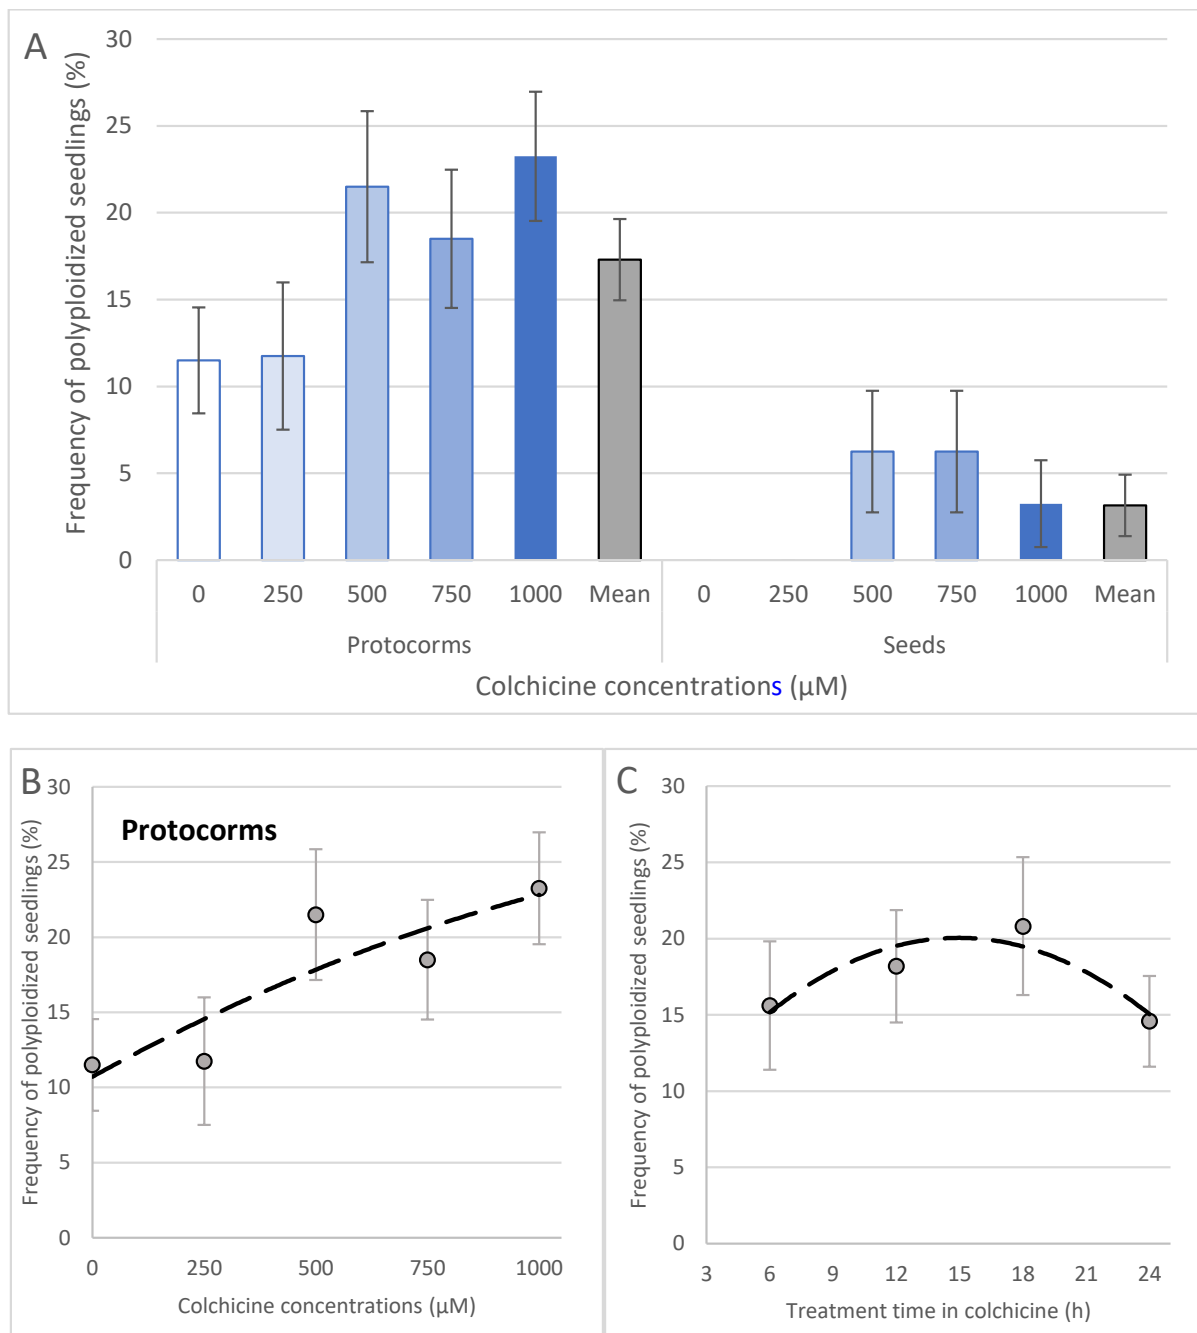 A
Frequency of polyploidized seedlings (%)
30
25
20
15
10
5
0
0 250 500 750 1000 Mean 0 250 500 750 1000 Mean
Protocorms Seeds
Colchicine concentrations (µM)
B
Frequency of polyploidized seedlings (%)
30
25
20
15
10
5
0
Protocorms
0 250 500 750 1000
Colchicine concentrations (µM)
C
Frequency of polyploidized seedlings (%)
30
25
20
15
10
5
0
3 6 9 12 15 18 21 24
Treatment time in colchicine (h)